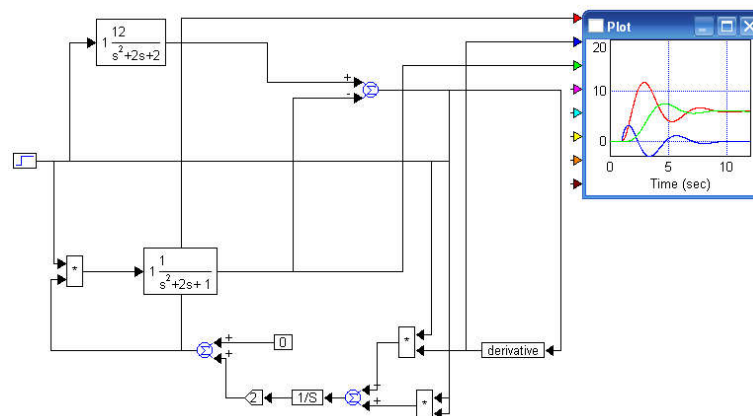 Plot
20
10
0
0
5
10
Time (sec)
1
12
s²+2s+2
+
-
Σ
*
1
1
s²+2s+1
Σ
+
+
0
*
derivative
2
1/S
Σ
+
+
*